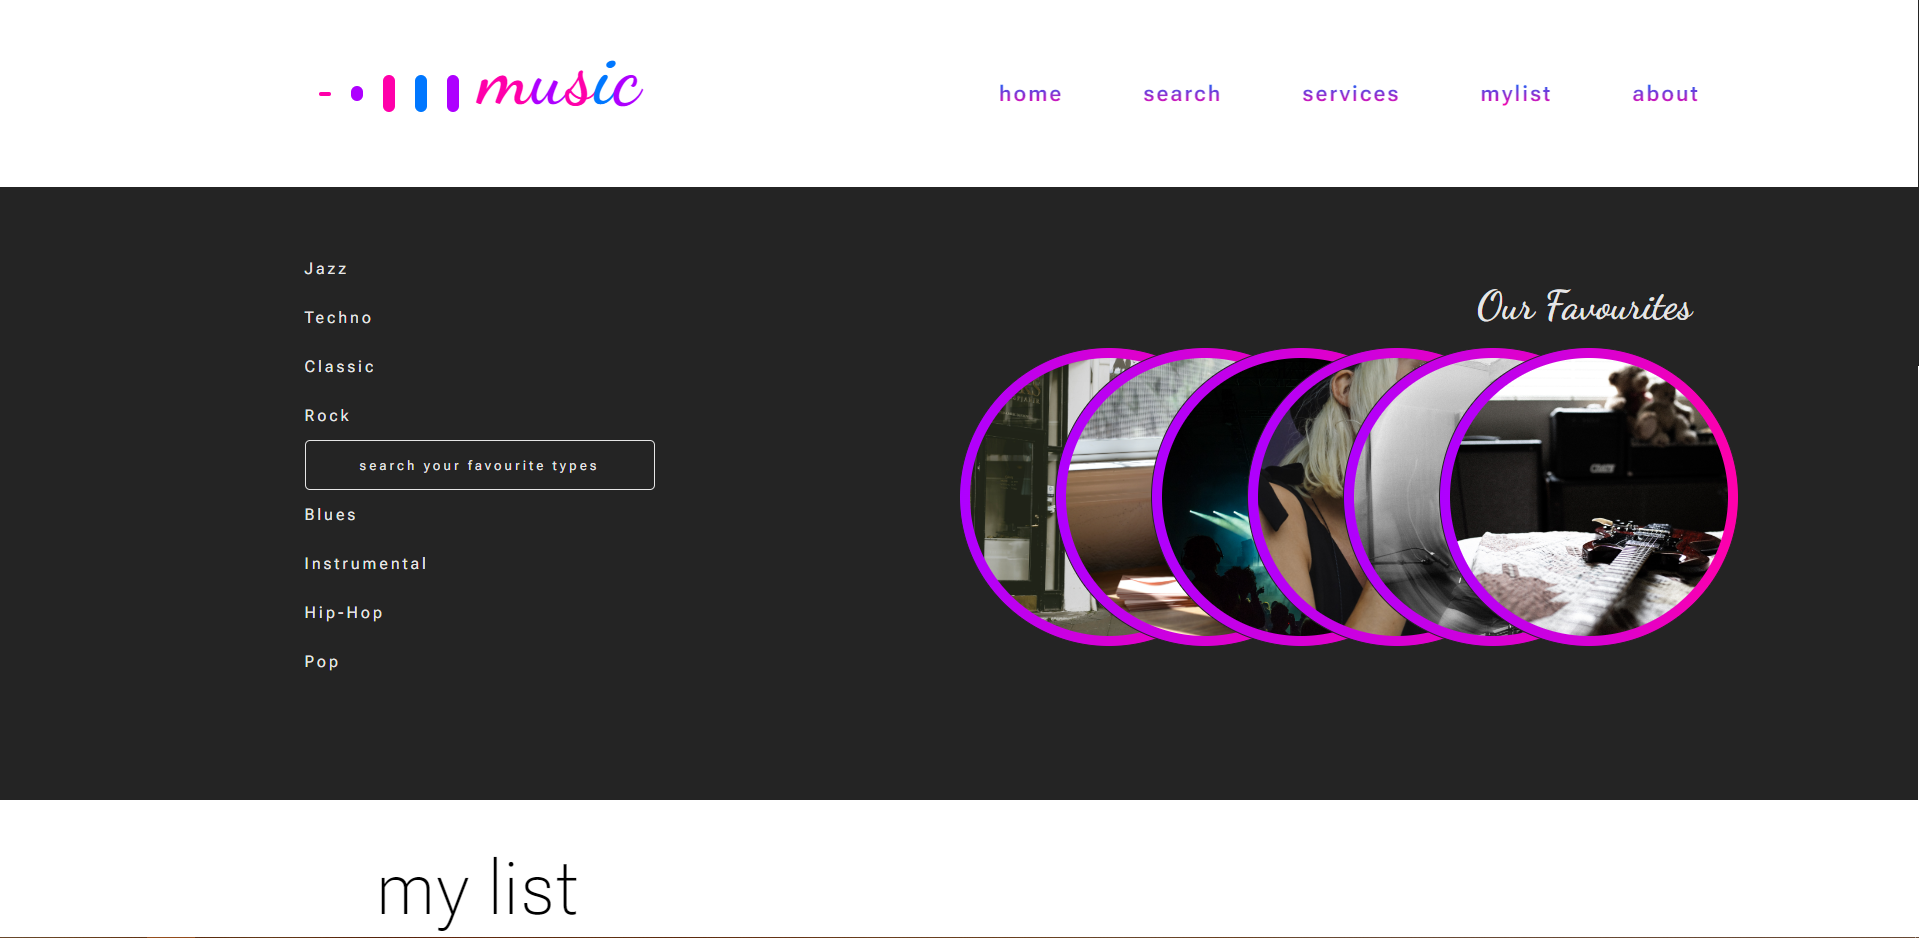 music
home search services mylist about
Jazz
Techno
Classic
Rock
search your favourite types
Blues
Instrumental
Hip-Hop
Pop
Our Favourites
my list